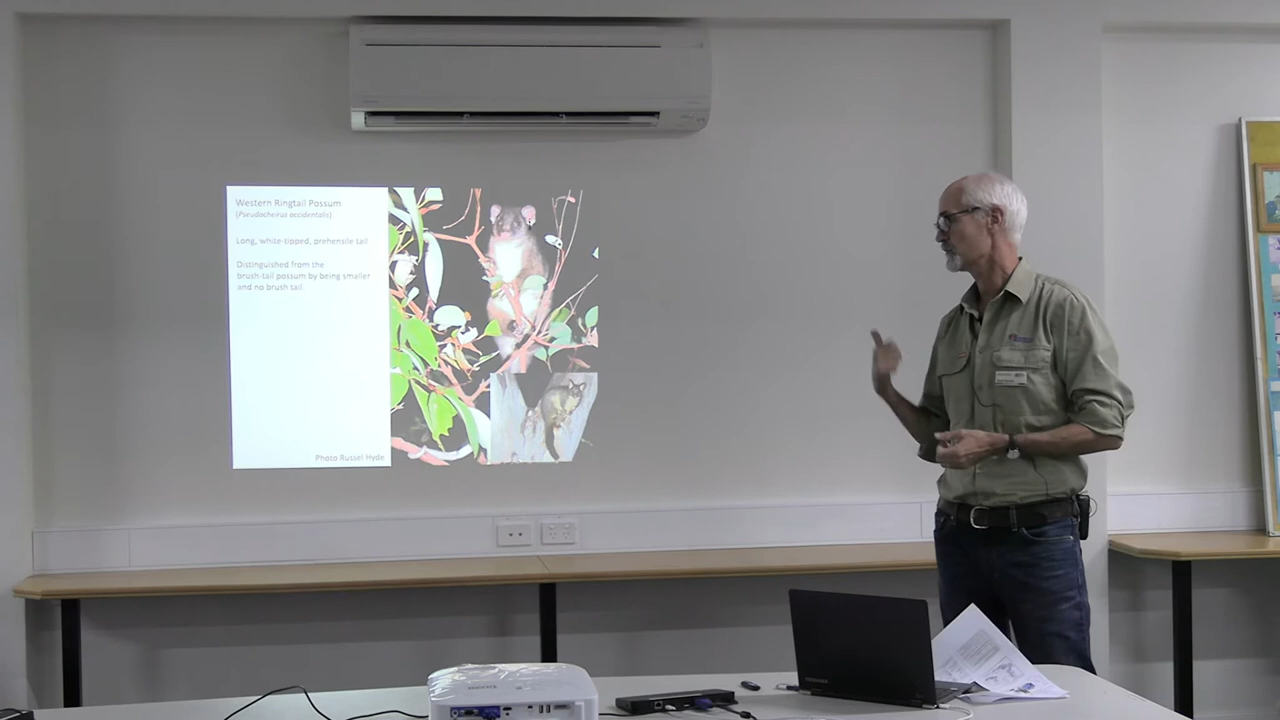 Western Ringtail Possum
(Pseudocheirus occidentalis)
Long, white-tipped, prehensile tail
Distinguished from the
brush-tail possum by being smaller
and no brush tail
Photo Russel Hyde